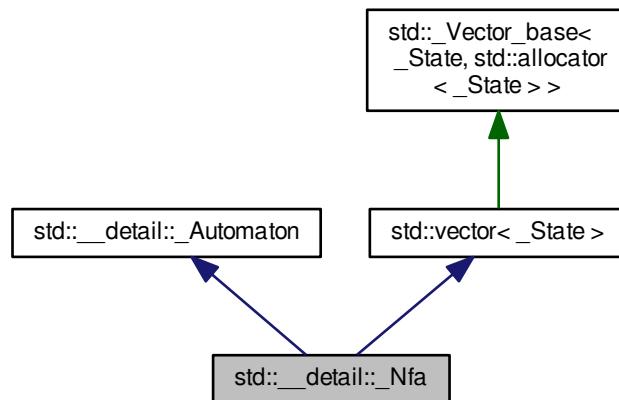 std::_Vector_base<
_State, std::allocator
< _State > >
std::__detail::_Automaton
std::vector< _State >
std::__detail::_Nfa